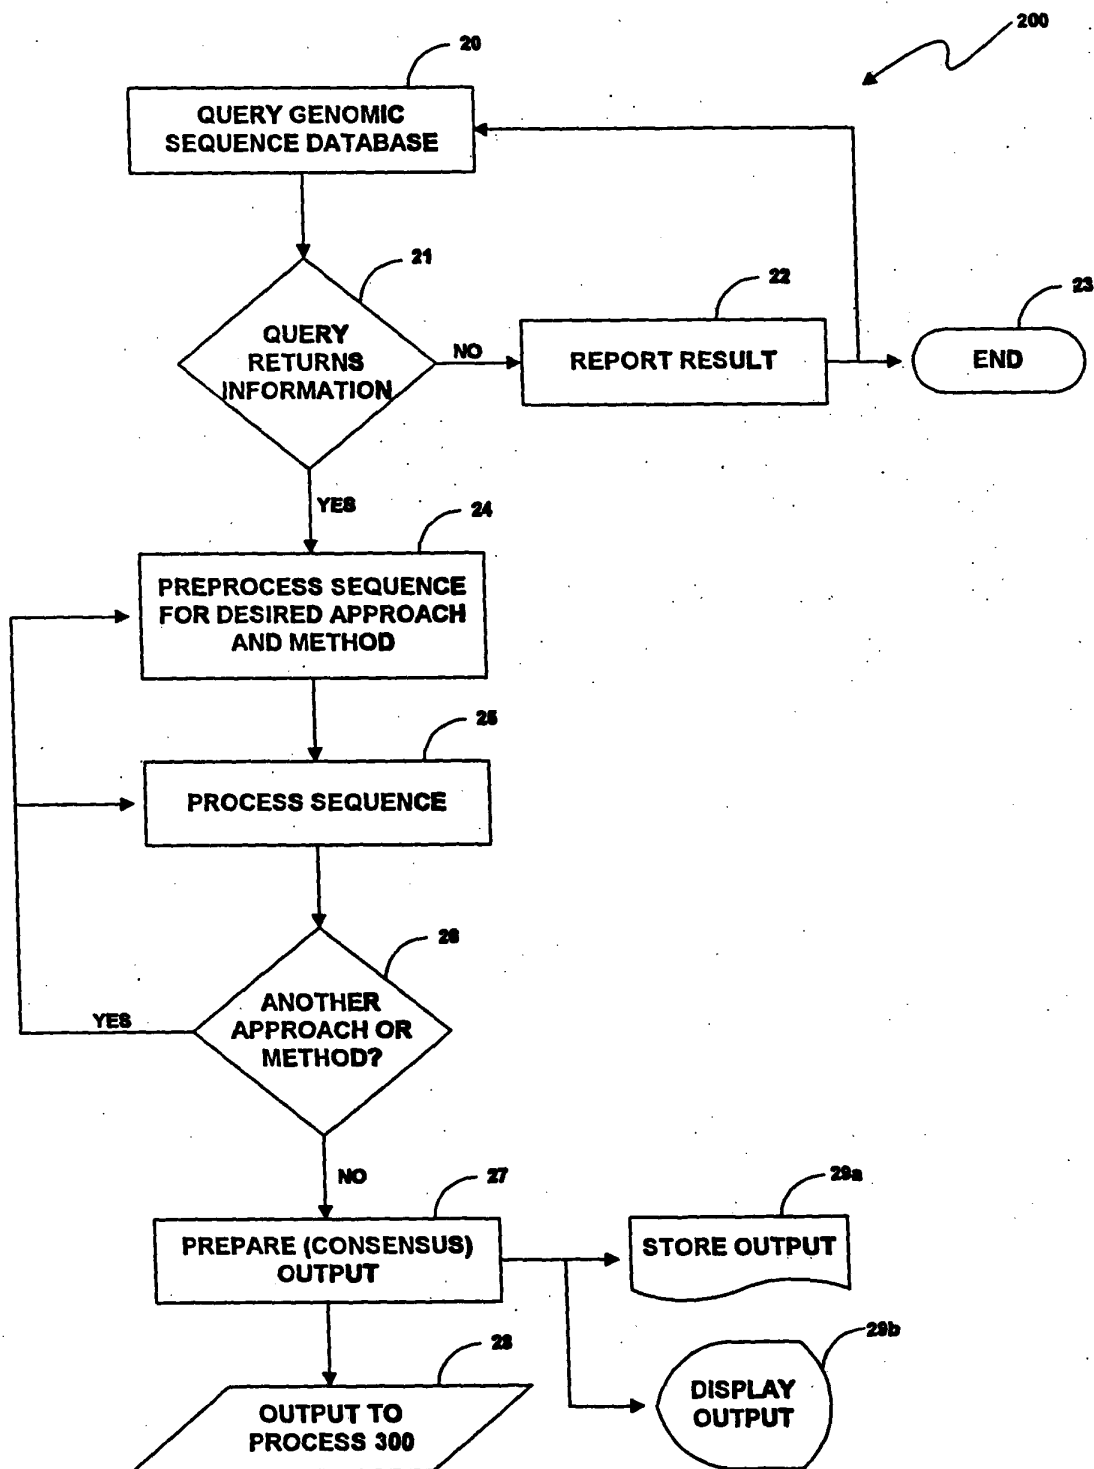 200
20
QUERY GENOMIC
SEQUENCE DATABASE
21
QUERY
RETURNS
INFORMATION
NO
22
REPORT RESULT
23
END
YES
24
PREPROCESS SEQUENCE
FOR DESIRED APPROACH
AND METHOD
25
PROCESS SEQUENCE
26
ANOTHER
APPROACH OR
METHOD?
YES
NO
27
PREPARE (CONSENSUS)
OUTPUT
29a
STORE OUTPUT
28
OUTPUT TO
PROCESS 300
29b
DISPLAY
OUTPUT